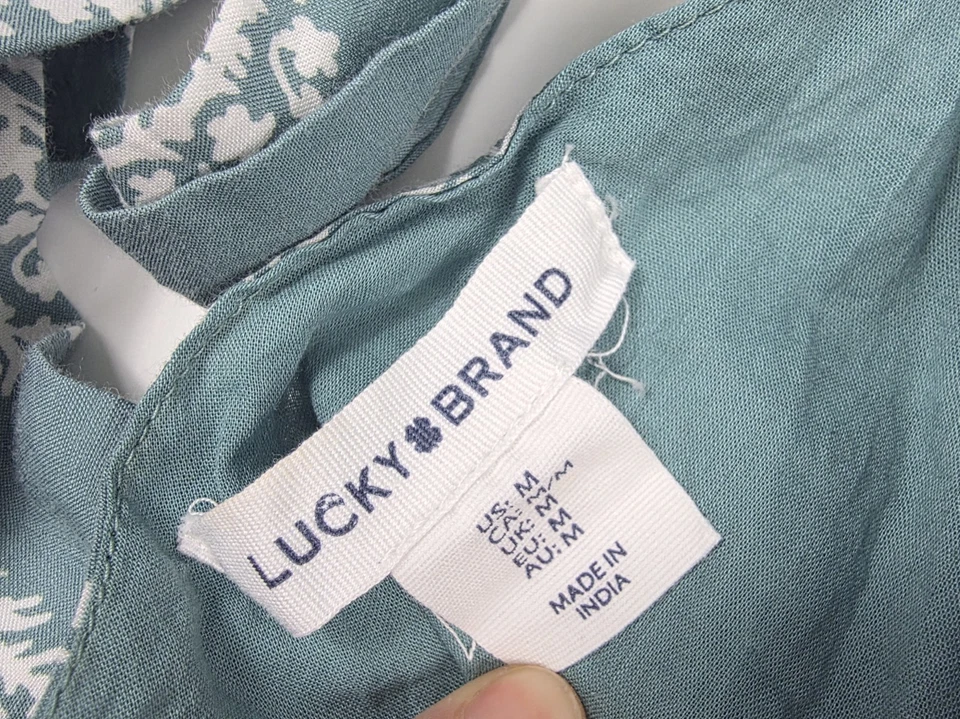 LUCKY BRAND
US: M
CA: M/M
UK: M
EU: M
AU: M
MADE IN
INDIA